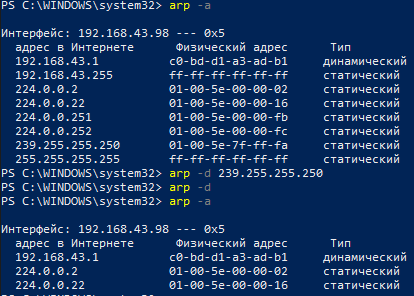 PS C:\WINDOWS\system32> arp -a
Интерфейс: 192.168.43.98 --- 0x5
адрес в Интернете Физический адрес Тип
192.168.43.1 c0-bd-d1-a3-ad-b1 динамический
192.168.43.255 ff-ff-ff-ff-ff-ff статический
224.0.0.2 01-00-5e-00-00-02 статический
224.0.0.22 01-00-5e-00-00-16 статический
224.0.0.251 01-00-5e-00-00-fb статический
224.0.0.252 01-00-5e-00-00-fc статический
239.255.255.250 01-00-5e-7f-ff-fa статический
255.255.255.255 ff-ff-ff-ff-ff-ff статический
PS C:\WINDOWS\system32> arp -d 239.255.255.250
PS C:\WINDOWS\system32> arp -d
PS C:\WINDOWS\system32> arp -a
Интерфейс: 192.168.43.98 --- 0x5
адрес в Интернете Физический адрес Тип
192.168.43.1 c0-bd-d1-a3-ad-b1 динамический
224.0.0.2 01-00-5e-00-00-02 статический
224.0.0.22 01-00-5e-00-00-16 статический